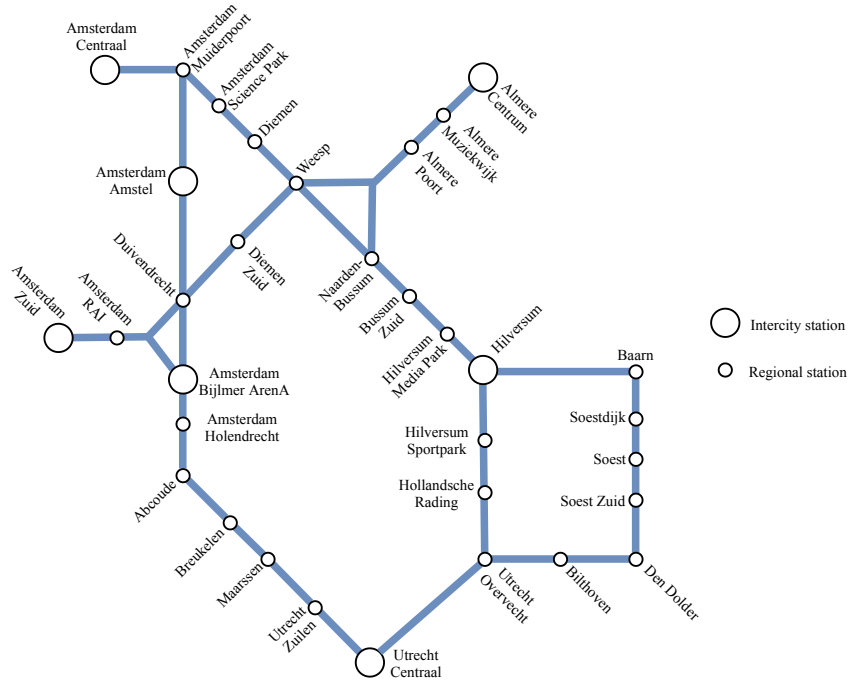 Amsterdam
Centraal
Amsterdam
Muiderpoort
Amsterdam
Science Park
Diemen
Weesp
Almere
Centrum
Almere
Muziekwijk
Almere
Poort
Amsterdam
Amstel
Duivendrecht
Diemen
Zuid
Amsterdam
Zuid
Amsterdam
RAI
Naarden-
Bussum
Bussum
Zuid
Hilversum
Media Park
Hilversum
Intercity station
Regional station
Baarn
Amsterdam
Bijlmer ArenA
Amsterdam
Holendrecht
Soestdijk
Hilversum
Sportpark
Soest
Hollandsche
Rading
Soest Zuid
Abcoude
Breukelen
Maarssen
Utrecht
Zuilen
Utrecht
Overvecht
Bilthoven
Den Dolder
Utrecht
Centraal